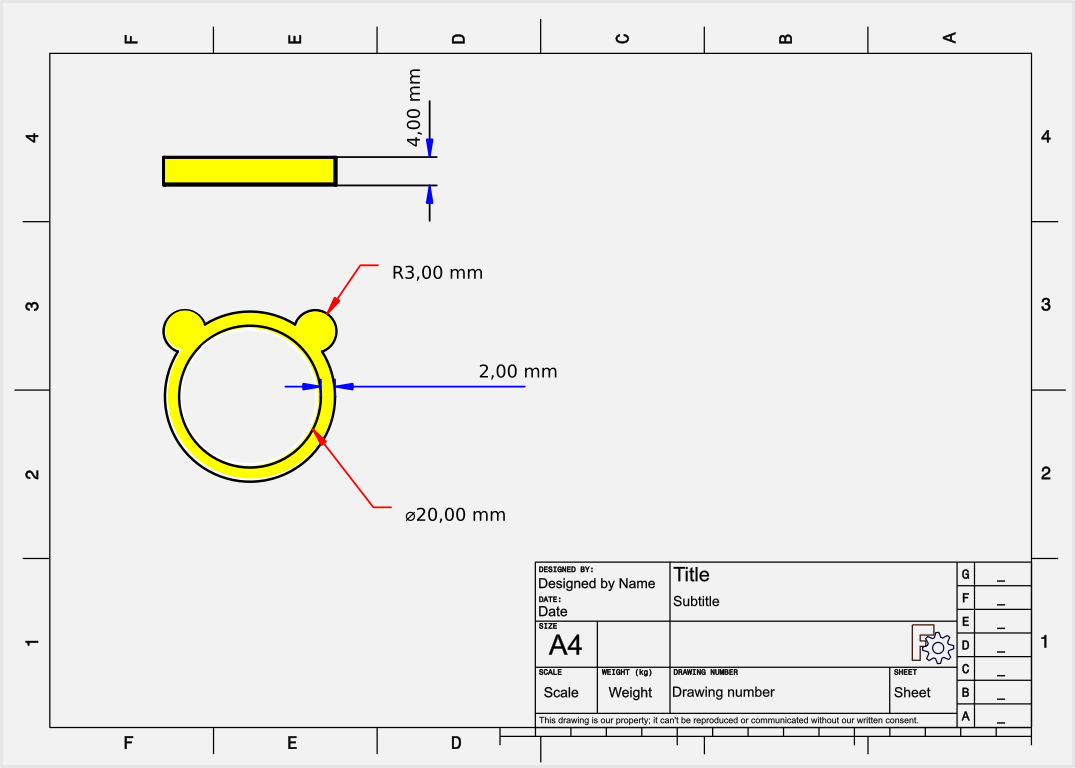 F E D C B A
4,00 mm
4 4
R3,00 mm
3 3
2,00 mm
2 2
⌀20,00 mm
DESIGNED BY:
Designed by Name
DATE:
Date
Title
Subtitle
SIZE
A4
SCALE
Scale
WEIGHT (kg)
Weight
DRAWING NUMBER
Drawing number
SHEET
Sheet
This drawing is our property; it can't be reproduced or communicated without our written consent.
G _
F _
E _
D _
C _
B _
A _
1 1
F E D